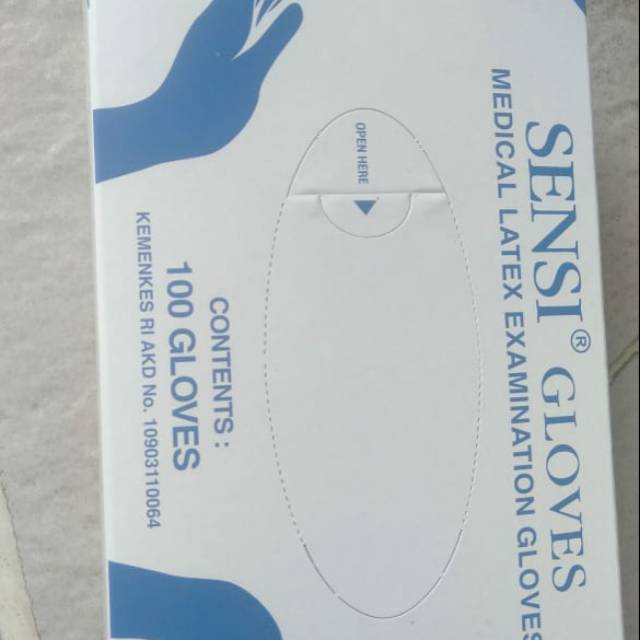 SENSI® GLOVES
MEDICAL LATEX EXAMINATION GLOVES
OPEN HERE
CONTENTS :
100 GLOVES
KEMENKES RI AKD No. 10903110064